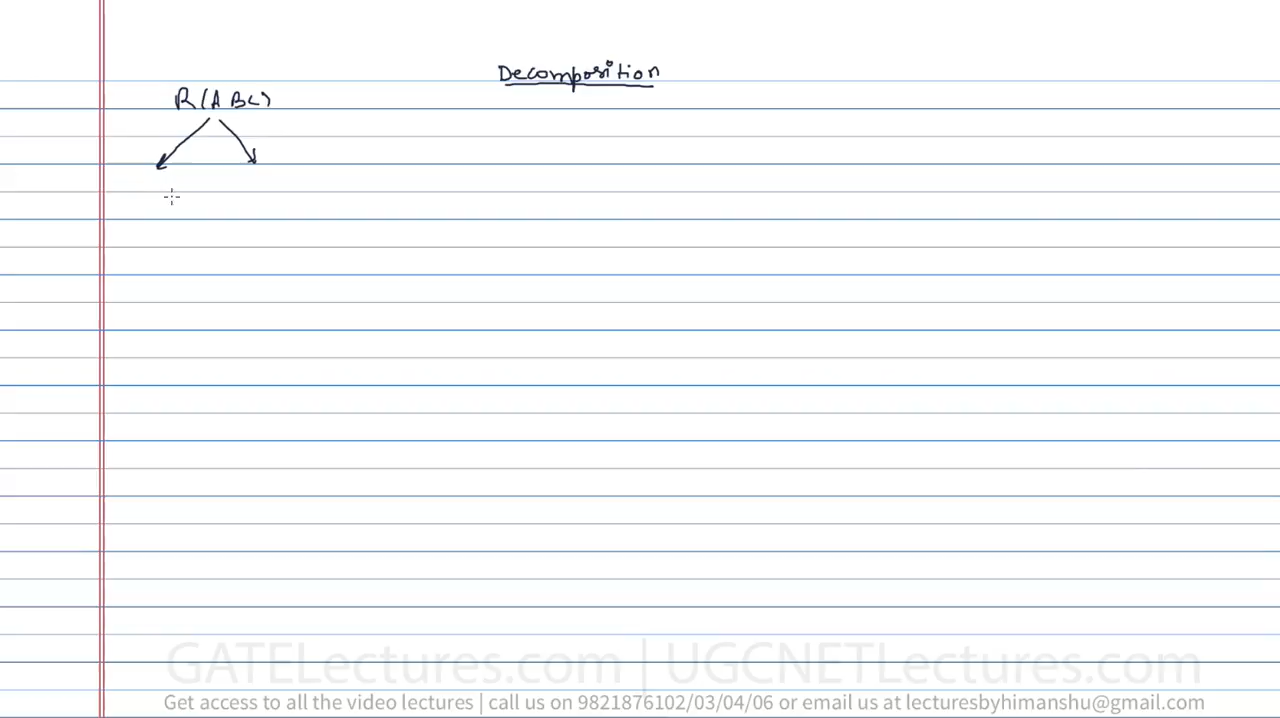 Decomposition
R(ABC)
GATELectures.com | UGCNETLectures.com
Get access to all the video lectures | call us on 9821876102/03/04/06 or email us at lecturesbyhimanshu@gmail.com